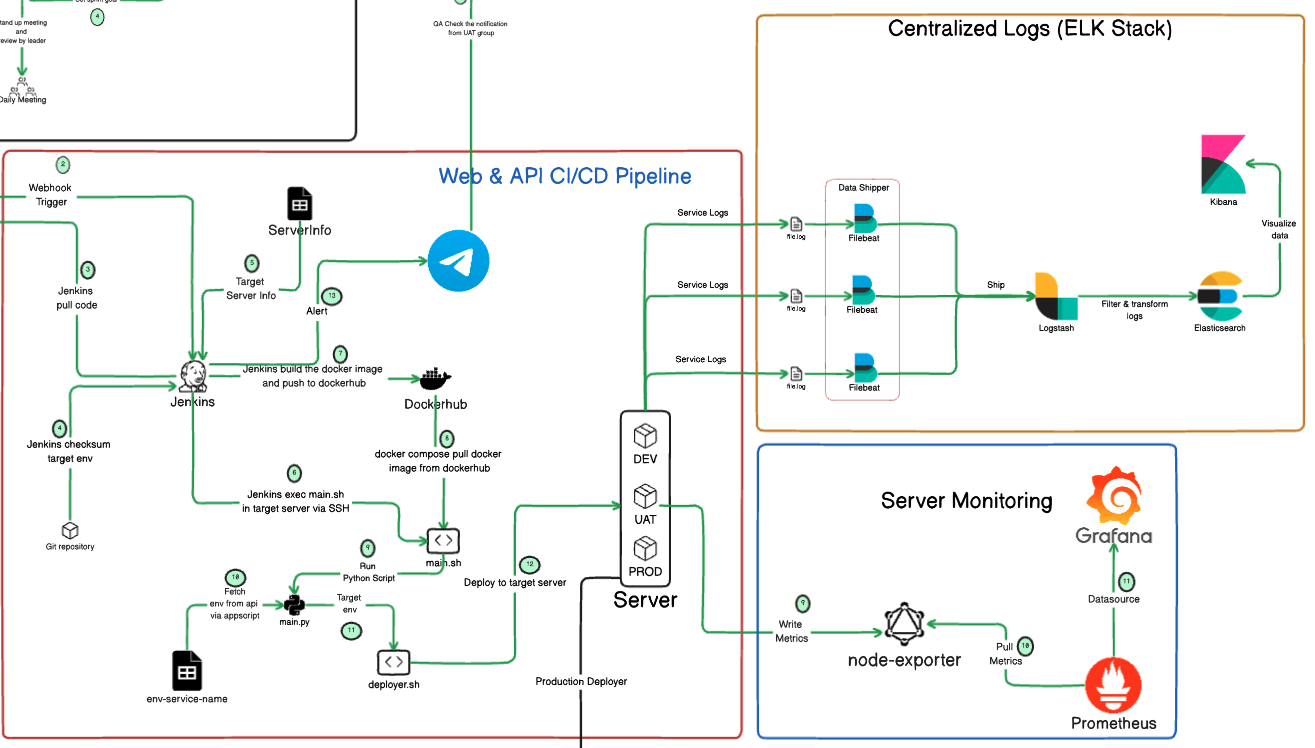 Set sprint goal
4
tand up meeting
and
review by leader
Daily Meeting
QA Check the notification
from UAT group
Web & API CI/CD Pipeline
2
Webhook
Trigger
ServerInfo
3
Jenkins
pull code
5
Target
Server Info
13
Alert
7
Jenkins build the docker image
and push to dockerhub
Jenkins
Dockerhub
4
Jenkins checksum
target env
Git repository
8
docker compose pull docker
image from dockerhub
6
Jenkins exec main.sh
in target server via SSH
main.sh
9
Run
Python Script
10
Fetch
env from api
via appscript
main.py
Target
env
11
env-service-name
deployer.sh
12
Deploy to target server
DEV
UAT
PROD
Server
Production Deployer
Centralized Logs (ELK Stack)
Service Logs
Service Logs
Service Logs
file.log
file.log
file.log
Data Shipper
Filebeat
Filebeat
Filebeat
Ship
Logstash
Filter & transform
logs
Elasticsearch
Visualize
data
Kibana
Server Monitoring
Grafana
11
Datasource
9
Write
Metrics
node-exporter
Pull
Metrics
10
Prometheus